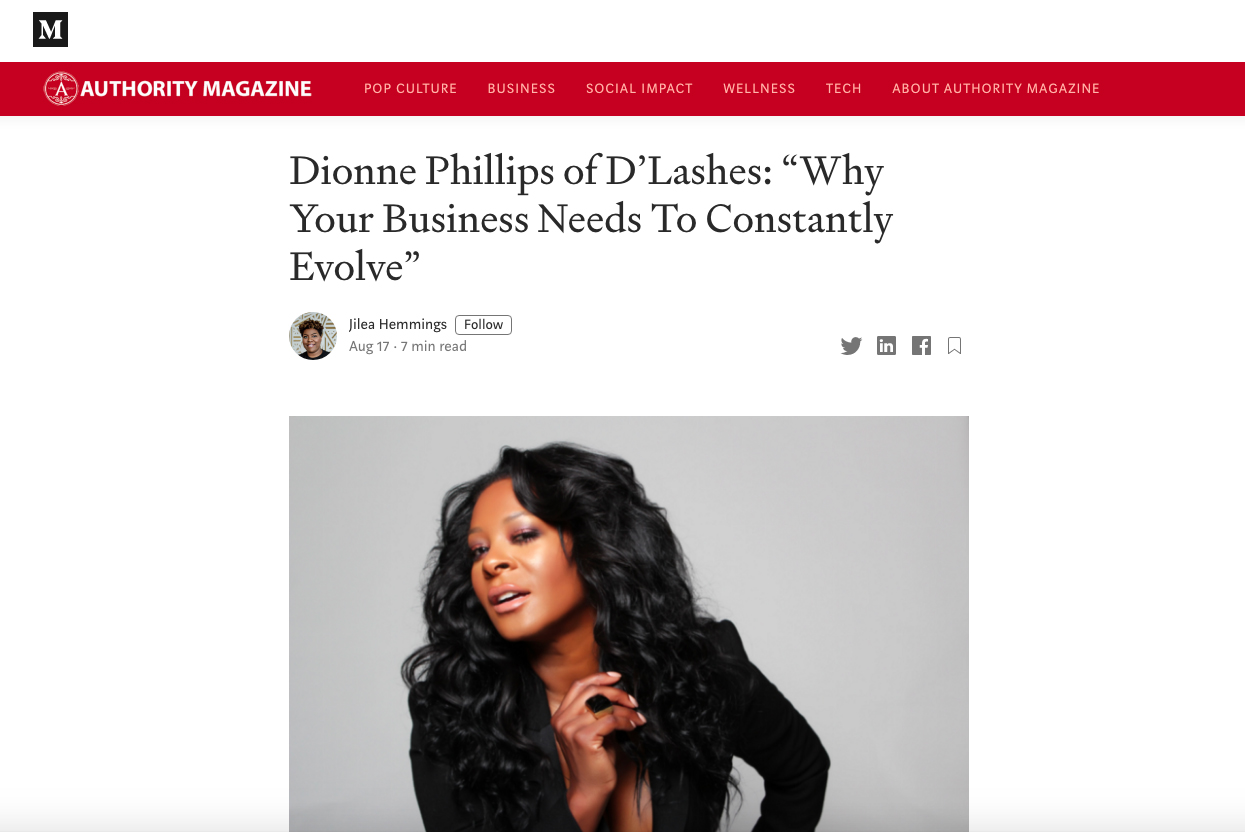 M
AUTHORITY MAGAZINE POP CULTURE BUSINESS SOCIAL IMPACT WELLNESS TECH ABOUT AUTHORITY MAGAZINE
Dionne Phillips of D’Lashes: “Why
Your Business Needs To Constantly
Evolve”
Jilea Hemmings Follow
Aug 17 · 7 min read